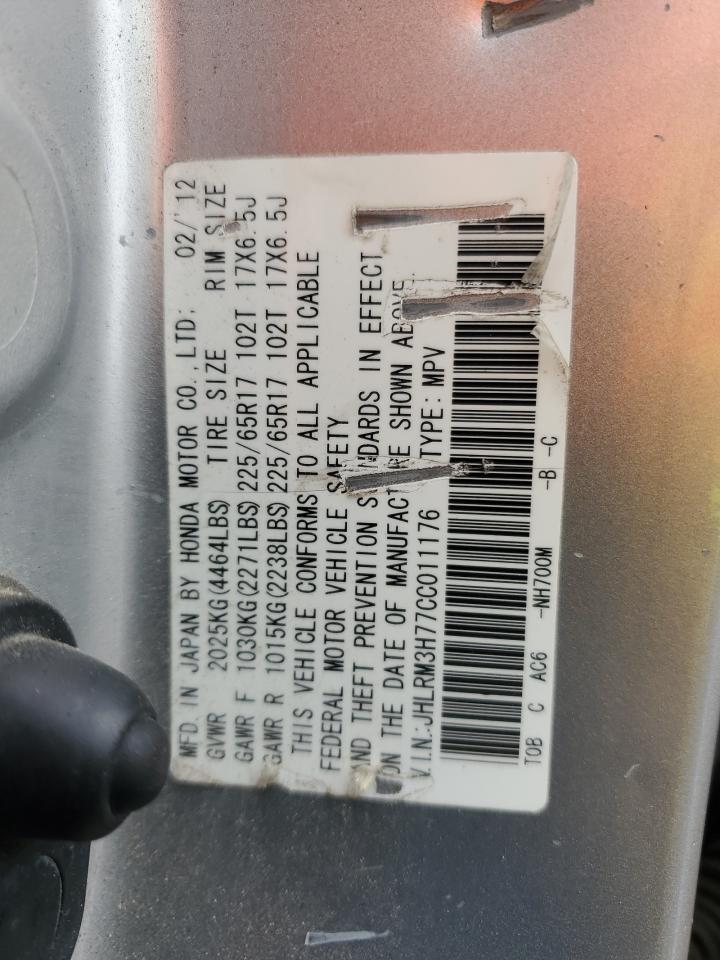 MFD. IN JAPAN BY HONDA MOTOR CO.,LTD. 02/'12
GVWR 2025KG(4464LBS) TIRE SIZE RIM SIZE
GAWR F 1030KG(2271LBS) 225/65R17 102T 17X6.5J
GAWR R 1015KG(2238LBS) 225/65R17 102T 17X6.5J
THIS VEHICLE CONFORMS TO ALL APPLICABLE
FEDERAL MOTOR VEHICLE SAFETY
AND THEFT PREVENTION STANDARDS IN EFFECT
ON THE DATE OF MANUFACTURE SHOWN ABOVE.
V.I.N.:JHLRM3H77CC011176 TYPE: MPV
TOB C AC6 -NH700M -B -C